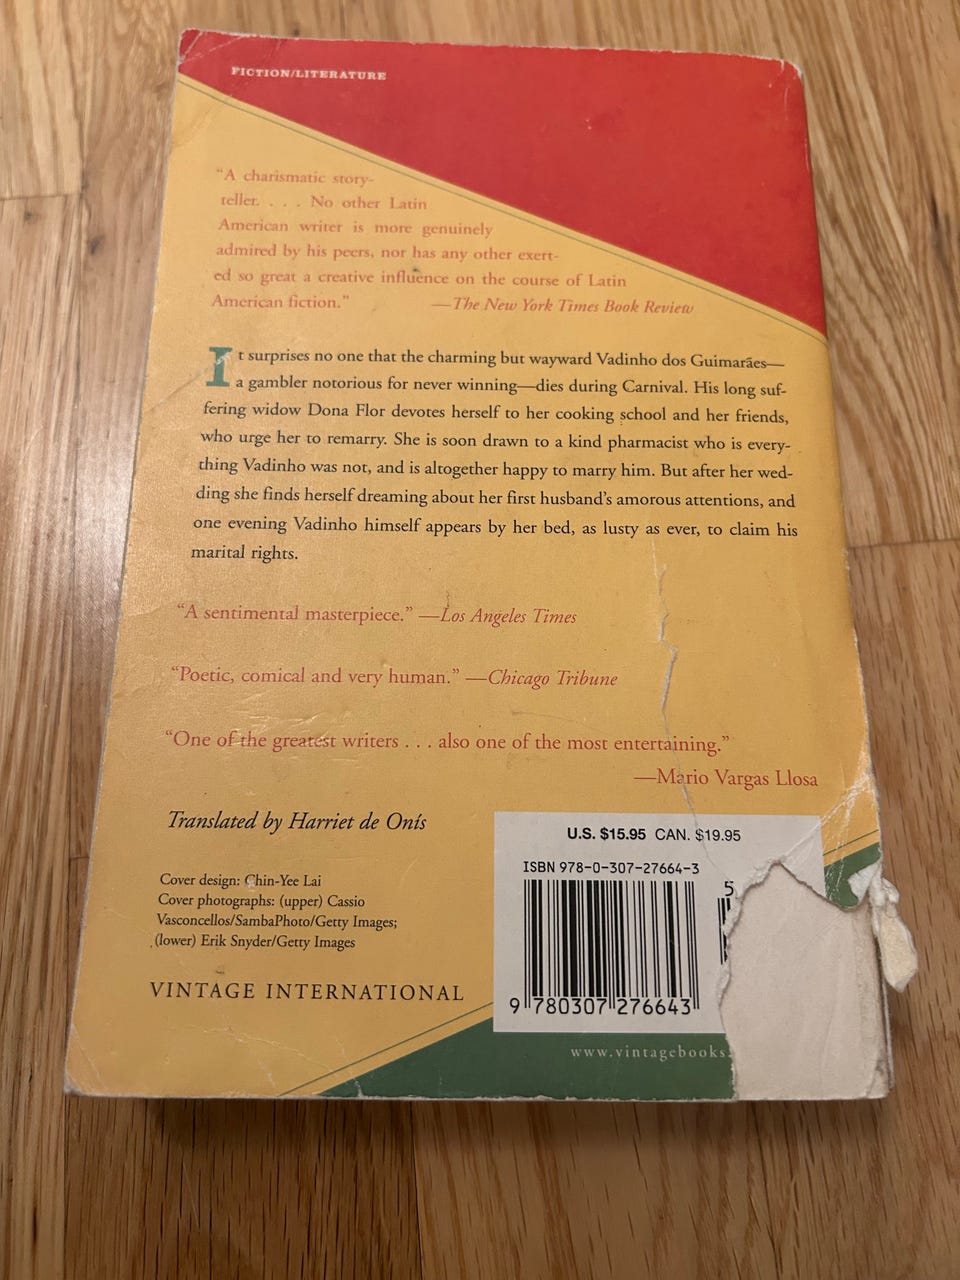 FICTION/LITERATURE
“A charismatic story-
teller. . . . No other Latin
American writer is more genuinely
admired by his peers, nor has any other exert-
ed so great a creative influence on the course of Latin
American fiction.” —The New York Times Book Review
It surprises no one that the charming but wayward Vadinho dos Guimarães—
a gambler notorious for never winning—dies during Carnival. His long suf-
fering widow Dona Flor devotes herself to her cooking school and her friends,
who urge her to remarry. She is soon drawn to a kind pharmacist who is every-
thing Vadinho was not, and is altogether happy to marry him. But after her wed-
ding she finds herself dreaming about her first husband’s amorous attentions, and
one evening Vadinho himself appears by her bed, as lusty as ever, to claim his
marital rights.
“A sentimental masterpiece.” —Los Angeles Times
“Poetic, comical and very human.” —Chicago Tribune
“One of the greatest writers . . . also one of the most entertaining.”
—Mario Vargas Llosa
Translated by Harriet de Onís
Cover design: Chin-Yee Lai
Cover photographs: (upper) Cassio
Vasconcellos/SambaPhoto/Getty Images;
(lower) Erik Snyder/Getty Images
VINTAGE INTERNATIONAL
U.S. $15.95 CAN. $19.95
ISBN 978-0-307-27664-3
5
9 780307 276643
www.vintagebooks.